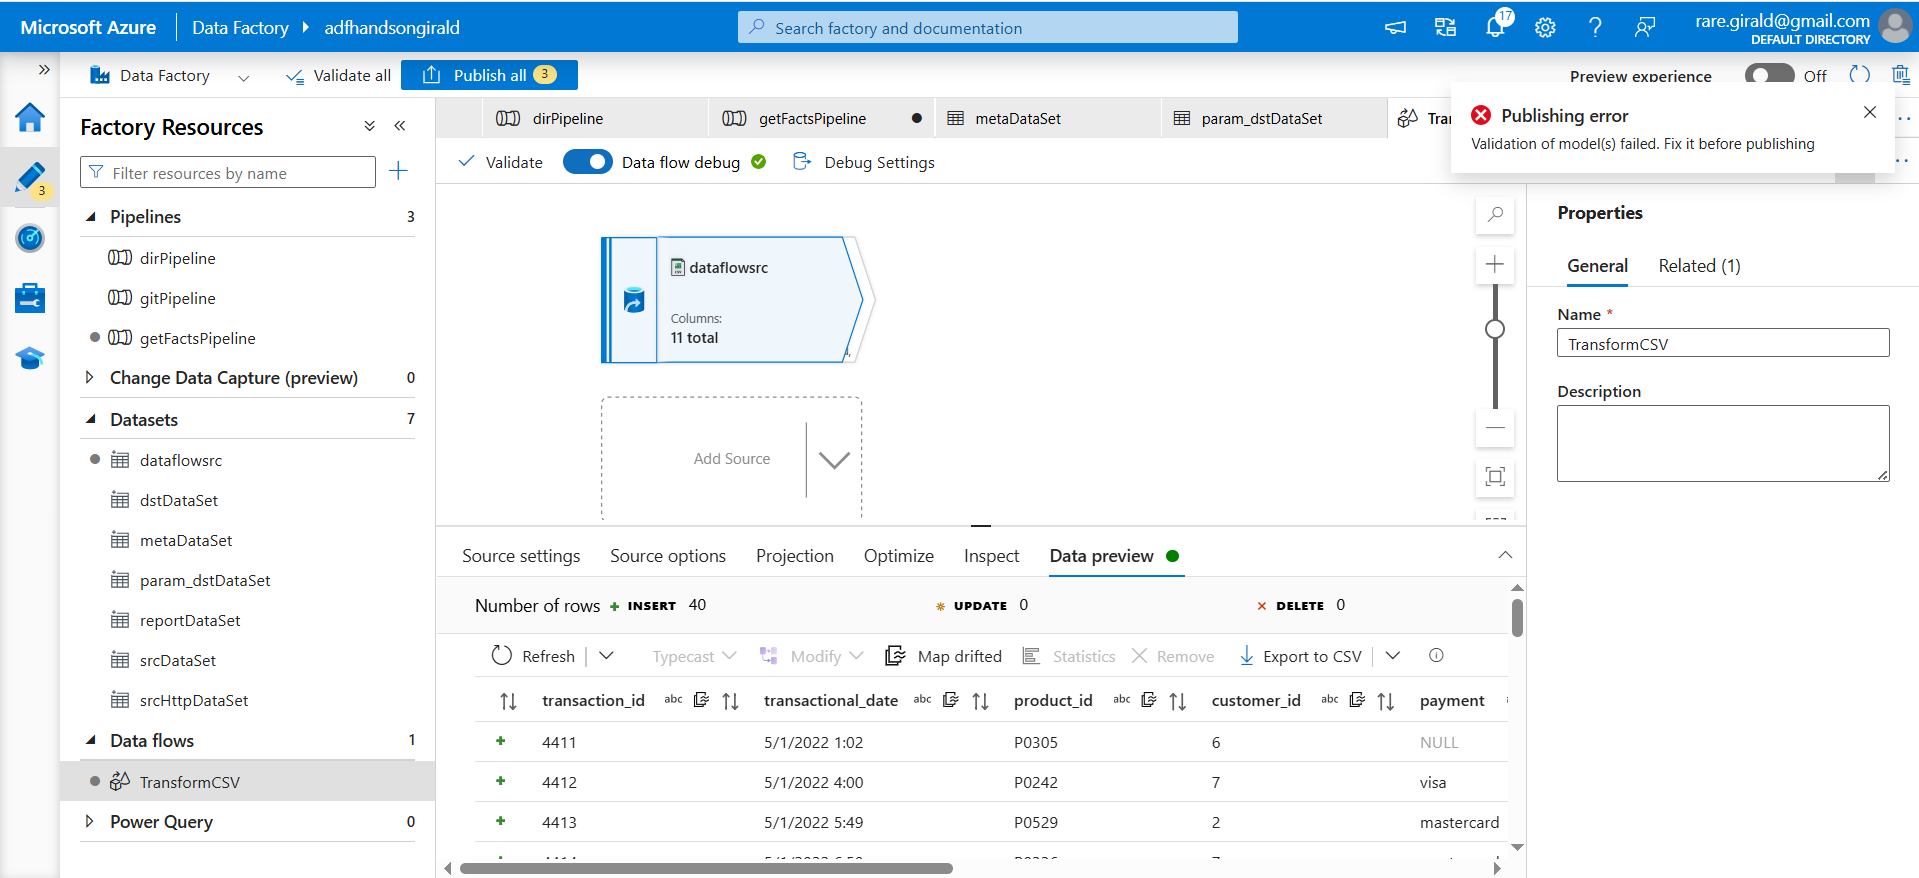 Microsoft Azure
Data Factory
adfhandsongirald
Search factory and documentation
17
rare.girald@gmail.com
DEFAULT DIRECTORY
Data Factory
Validate all
Publish all
3
Preview experience
Off
Publishing error
Validation of model(s) failed. Fix it before publishing
3
Factory Resources
Filter resources by name
Pipelines 3
dirPipeline
gitPipeline
getFactsPipeline
Change Data Capture (preview) 0
Datasets 7
dataflowsrc
dstDataSet
metaDataSet
param_dstDataSet
reportDataSet
srcDataSet
srcHttpDataSet
Data flows 1
TransformCSV
Power Query 0
dirPipeline
getFactsPipeline
metaDataSet
param_dstDataSet
Validate
Data flow debug
Debug Settings
dataflowsrc
Columns:
11 total
Add Source
Properties
General
Related (1)
Name *
TransformCSV
Description
Source settings
Source options
Projection
Optimize
Inspect
Data preview
Number of rows + INSERT 40 UPDATE 0 DELETE 0
Refresh
Typecast
Modify
Map drifted
Statistics
Remove
Export to CSV
transaction_id abc transactional_date abc product_id abc customer_id abc payment
4411 5/1/2022 1:02 P0305 6 NULL
4412 5/1/2022 4:00 P0242 7 visa
4413 5/1/2022 5:49 P0529 2 mastercard